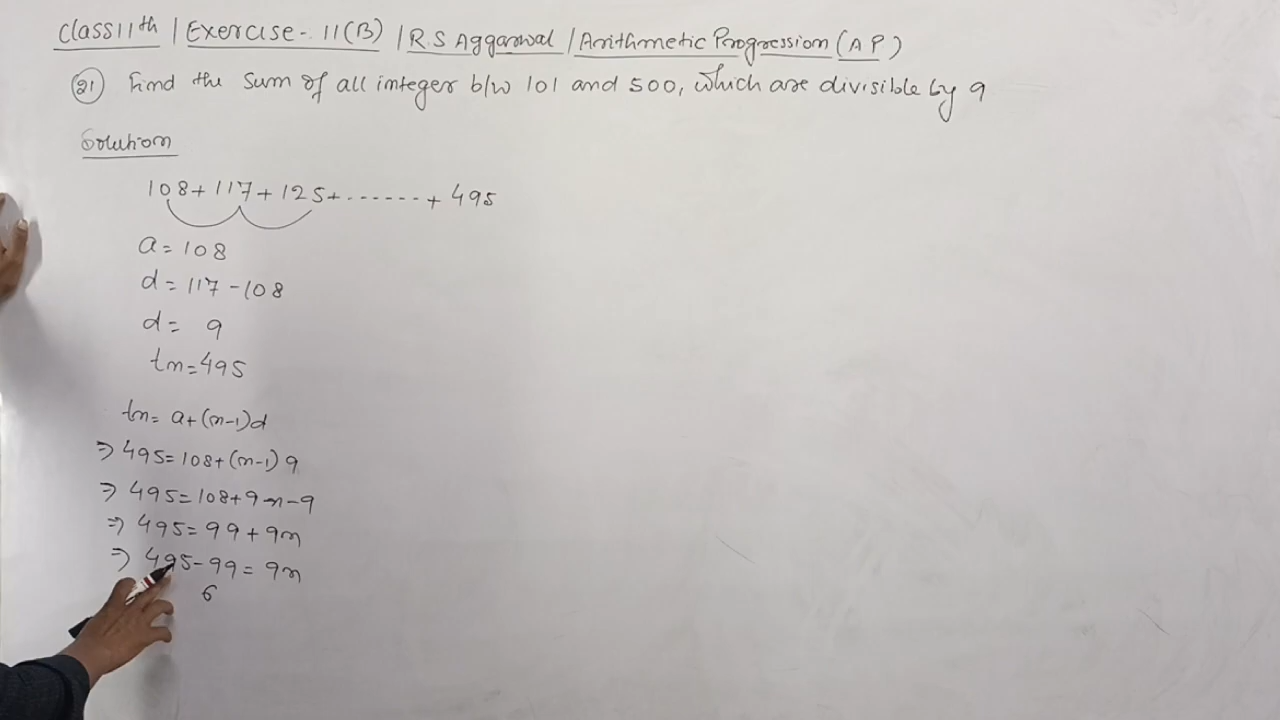 Class 11th | Exercise-11(B) | R.S Aggarwal | Arithmetic Progression (A P)
21 Find the sum of all integer b/w 101 and 500, which are divisible by 9
Solution
108+117+125+.......+495
a=108
d=117-108
d= 9
tn=495
tn= a+(n-1)d
⇒ 495=108+(n-1)9
⇒ 495=108+9n-9
⇒ 495=99+9n
⇒ 495-99=9n
6